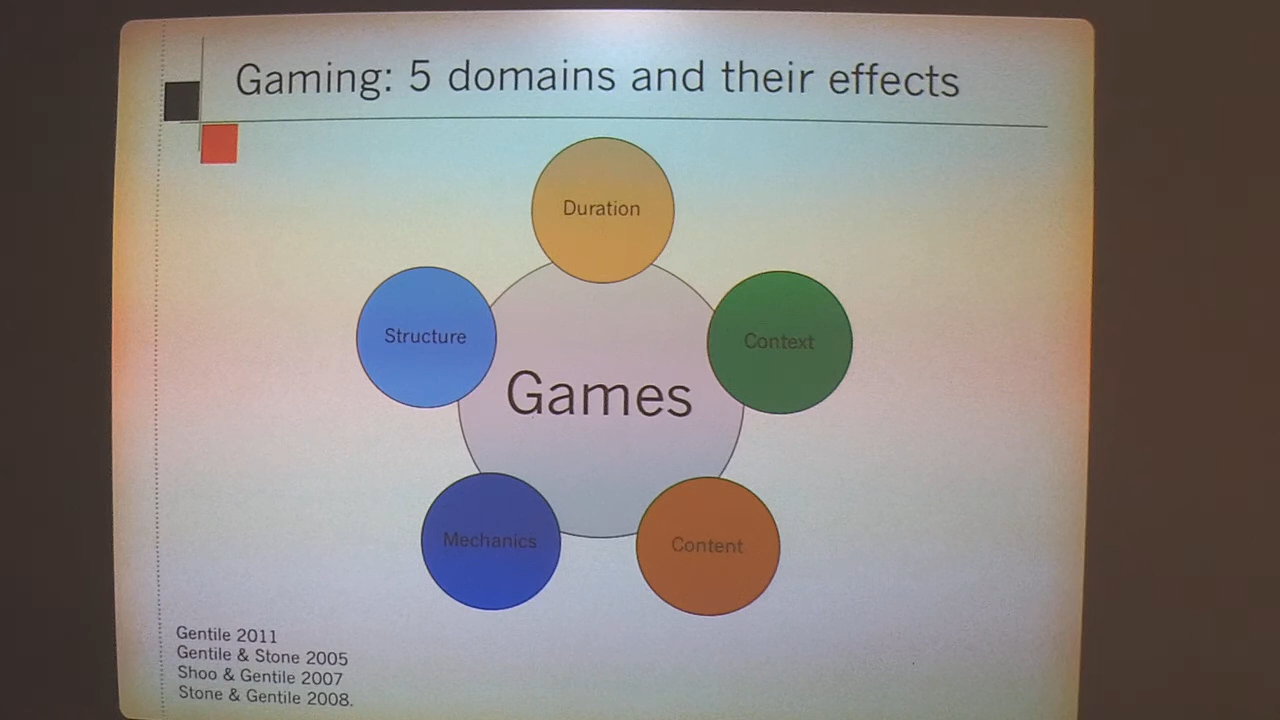 Gaming: 5 domains and their effects
Duration
Structure
Context
Games
Mechanics
Content
Gentile 2011
Gentile & Stone 2005
Shoo & Gentile 2007
Stone & Gentile 2008.